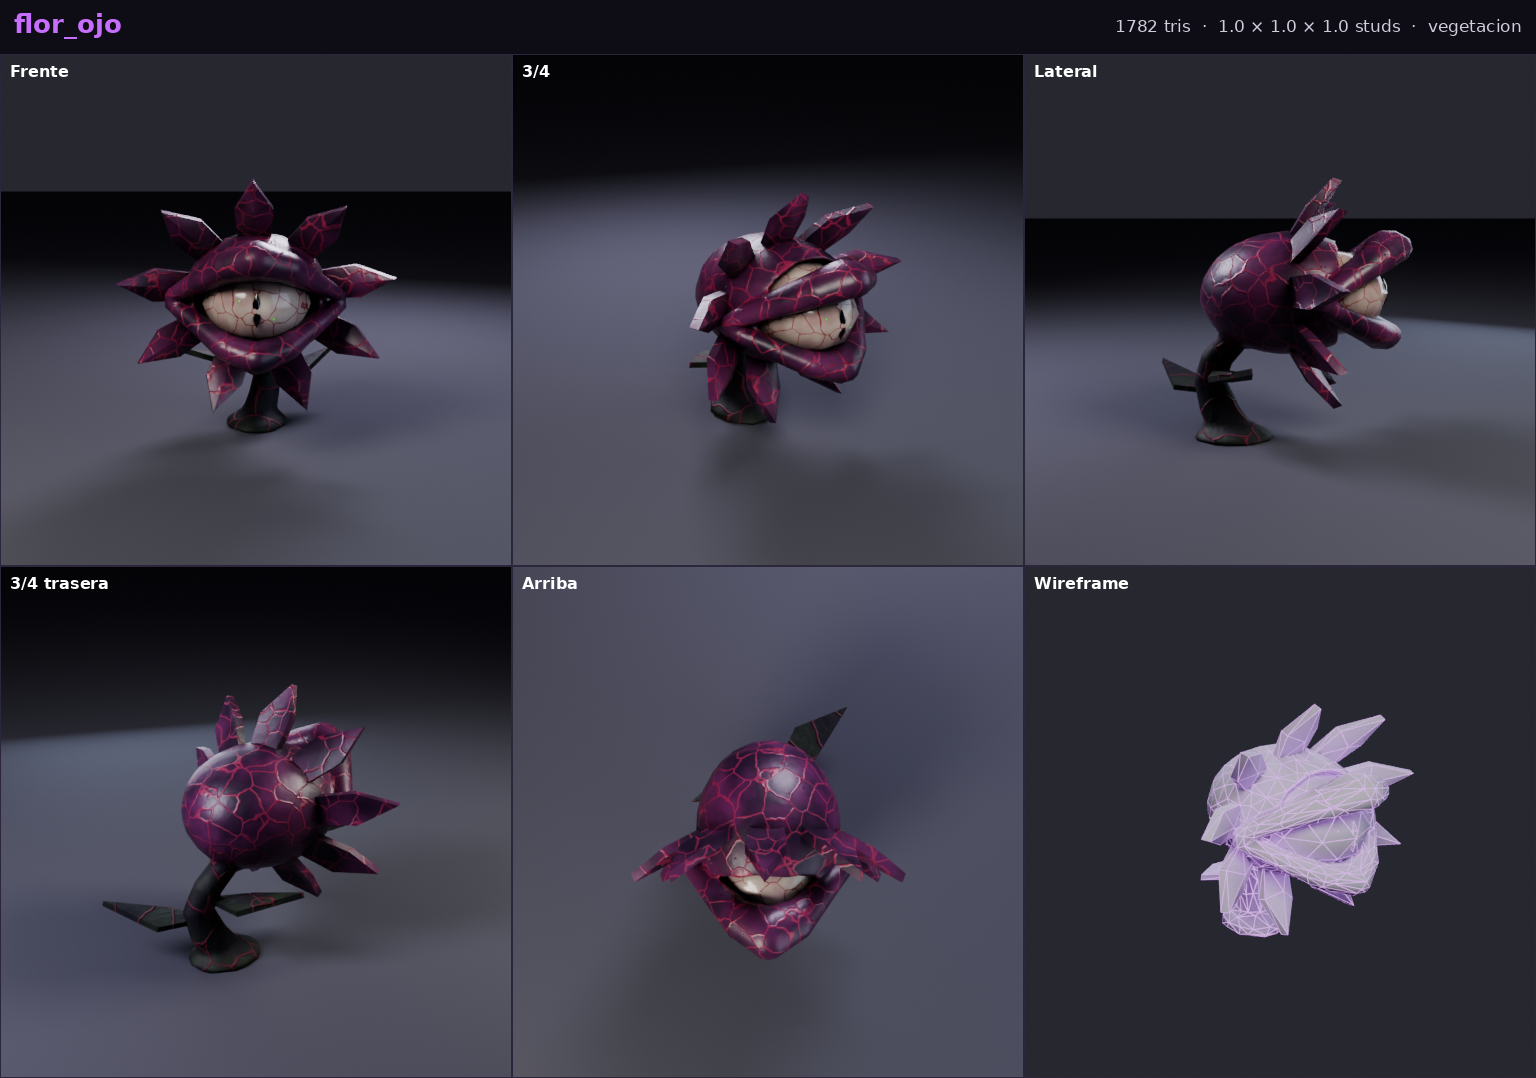 flor_ojo
1782 tris · 1.0 × 1.0 × 1.0 studs · vegetacion
Frente
3/4
Lateral
3/4 trasera
Arriba
Wireframe